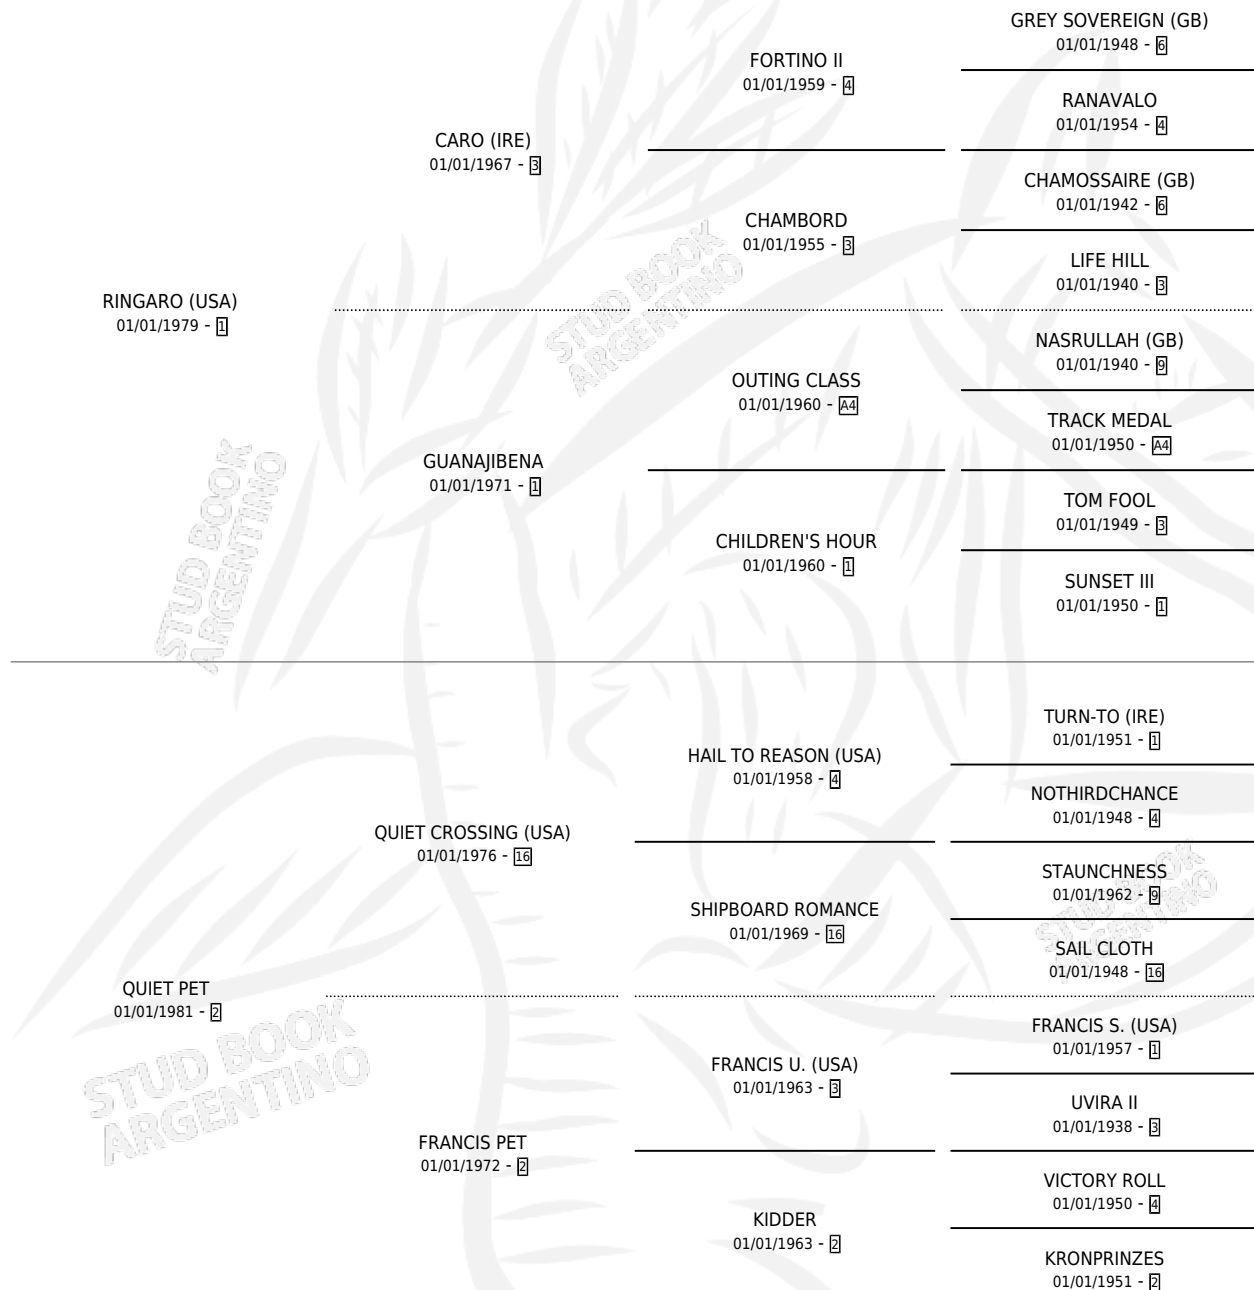 GREY SOVEREIGN (GB)
01/01/1948 - 6
FORTINO II
01/01/1959 - 4
RANAVALO
01/01/1954 - 4
CARO (IRE)
01/01/1967 - 3
CHAMOSSAIRE (GB)
01/01/1942 - 6
CHAMBORD
01/01/1955 - 3
LIFE HILL
01/01/1940 - 3
RINGARO (USA)
01/01/1979 - 1
STUD BOOK
ARGENTINO
NASRULLAH (GB)
01/01/1940 - 9
OUTING CLASS
01/01/1960 - A4
TRACK MEDAL
01/01/1950 - A4
GUANAJIBENA
01/01/1971 - 1
TOM FOOL
01/01/1949 - 3
CHILDREN'S HOUR
01/01/1960 - 1
SUNSET III
01/01/1950 - 1
STUD BOOK
ARGENTINO
TURN-TO (IRE)
01/01/1951 - 1
HAIL TO REASON (USA)
01/01/1958 - 4
NOTHIRDCHANCE
01/01/1948 - 4
QUIET CROSSING (USA)
01/01/1976 - 16
STAUNCHNESS
01/01/1962 - 9
SHIPBOARD ROMANCE
01/01/1969 - 16
STUD BOOK
ARGENTINO
SAIL CLOTH
01/01/1948 - 16
QUIET PET
01/01/1981 - 2
STUD BOOK
ARGENTINO
FRANCIS S. (USA)
01/01/1957 - 1
FRANCIS U. (USA)
01/01/1963 - 3
UVIRA II
01/01/1938 - 3
FRANCIS PET
01/01/1972 - 2
VICTORY ROLL
01/01/1950 - 4
KIDDER
01/01/1963 - 2
KRONPRINZES
01/01/1951 - 2